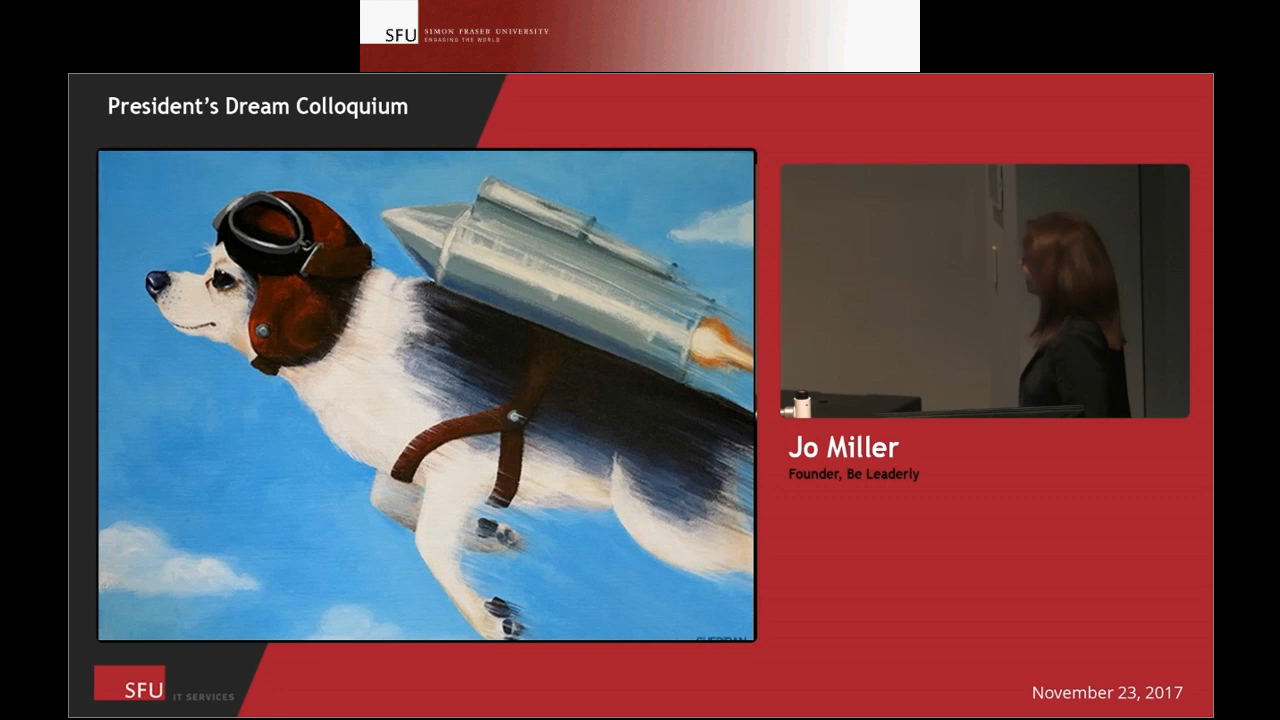 SFU
SIMON FRASER UNIVERSITY
ENGAGING THE WORLD
President's Dream Colloquium
SHERIDAN
Jo Miller
Founder, Be Leaderly
SFU
IT SERVICES
November 23, 2017